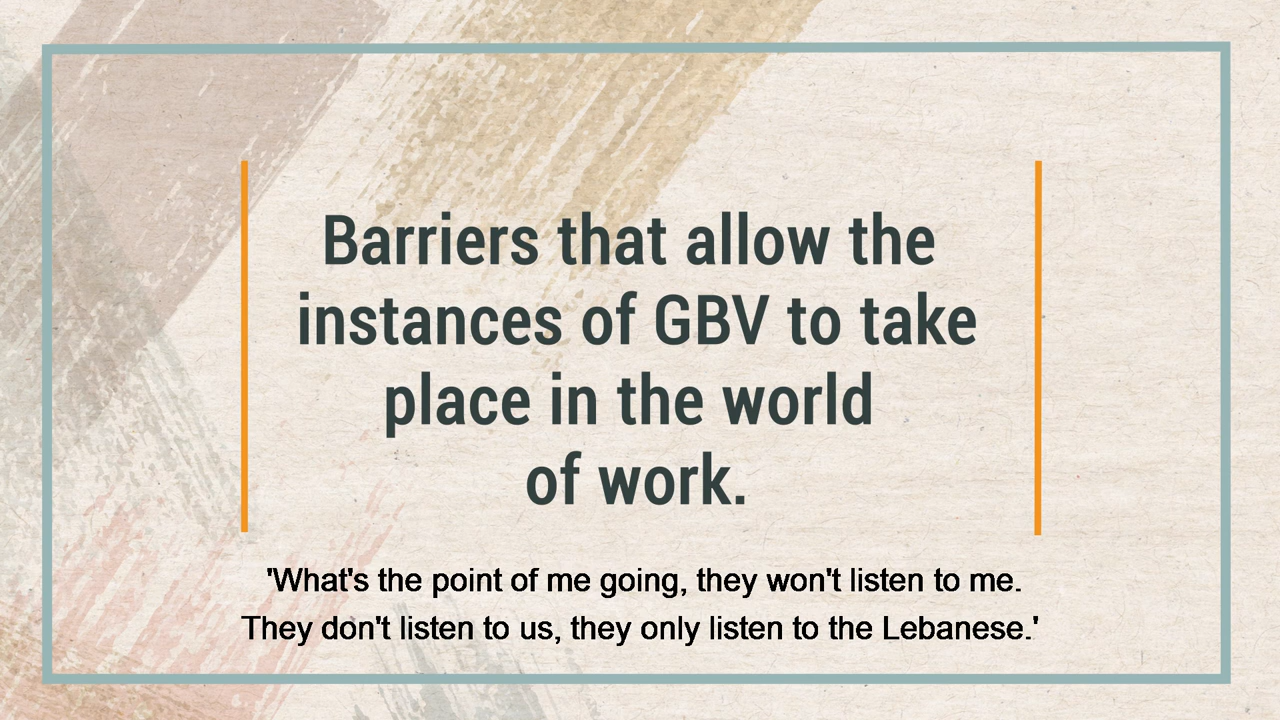 Barriers that allow the
instances of GBV to take
place in the world
of work.
'What's the point of me going, they won't listen to me.
They don't listen to us, they only listen to the Lebanese.'